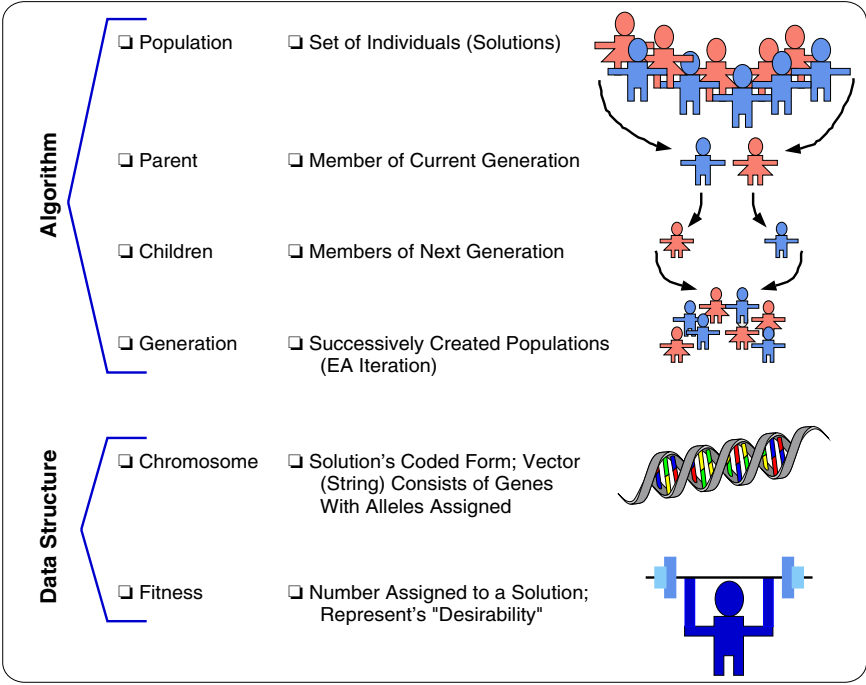 Algorithm
❏ Population ❏ Set of Individuals (Solutions)
❏ Parent ❏ Member of Current Generation
❏ Children ❏ Members of Next Generation
❏ Generation ❏ Successively Created Populations
(EA Iteration)
Data Structure
❏ Chromosome ❏ Solution's Coded Form; Vector
(String) Consists of Genes
With Alleles Assigned
❏ Fitness ❏ Number Assigned to a Solution;
Represent's "Desirability"